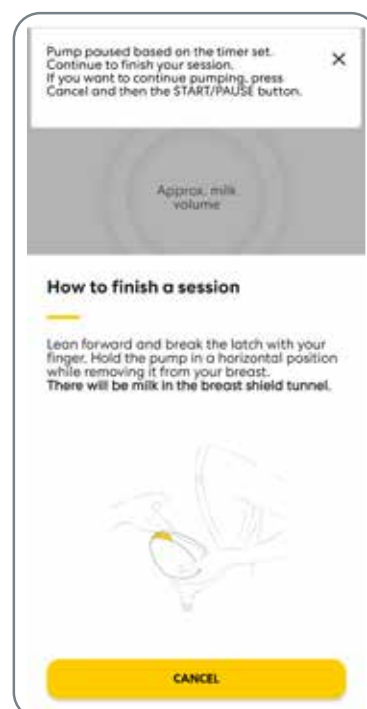 Pump paused based on the timer set.
Continue to finish your session.
If you want to continue pumping, press
Cancel and then the START/PAUSE button.
Approx. milk
volume
How to finish a session
Lean forward and break the latch with your
finger. Hold the pump in a horizontal position
while removing it from your breast.
There will be milk in the breast shield tunnel.
CANCEL